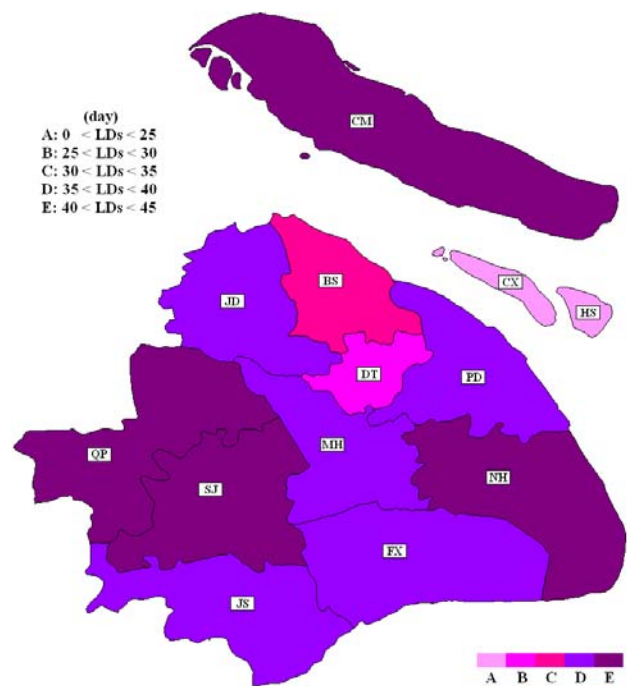 CM
(day)
A: 0 < LDs < 25
B: 25 < LDs < 30
C: 30 < LDs < 35
D: 35 < LDs < 40
E: 40 < LDs < 45
BS
CX
JD
HS
DT
PD
MH
QP
NH
SJ
FX
JS
A B C D E